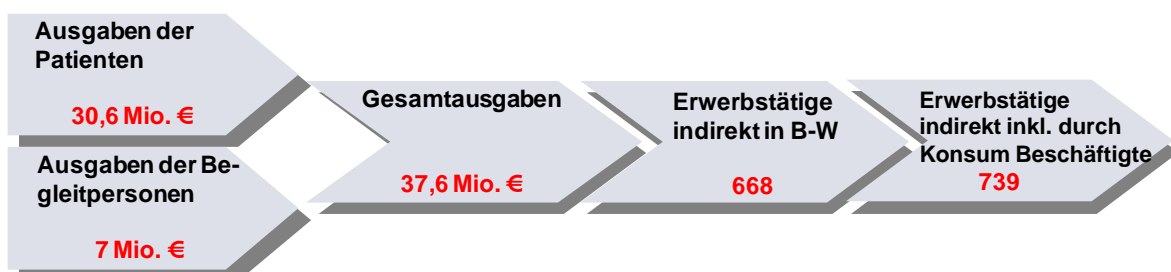 Ausgaben der
Patienten
30,6 Mio. €
Ausgaben der Be-
gleitpersonen
7 Mio. €
Gesamtausgaben
37,6 Mio. €
Erwerbstätige
indirekt in B-W
668
Erwerbstätige
indirekt inkl. durch
Konsum Beschäftigte
739